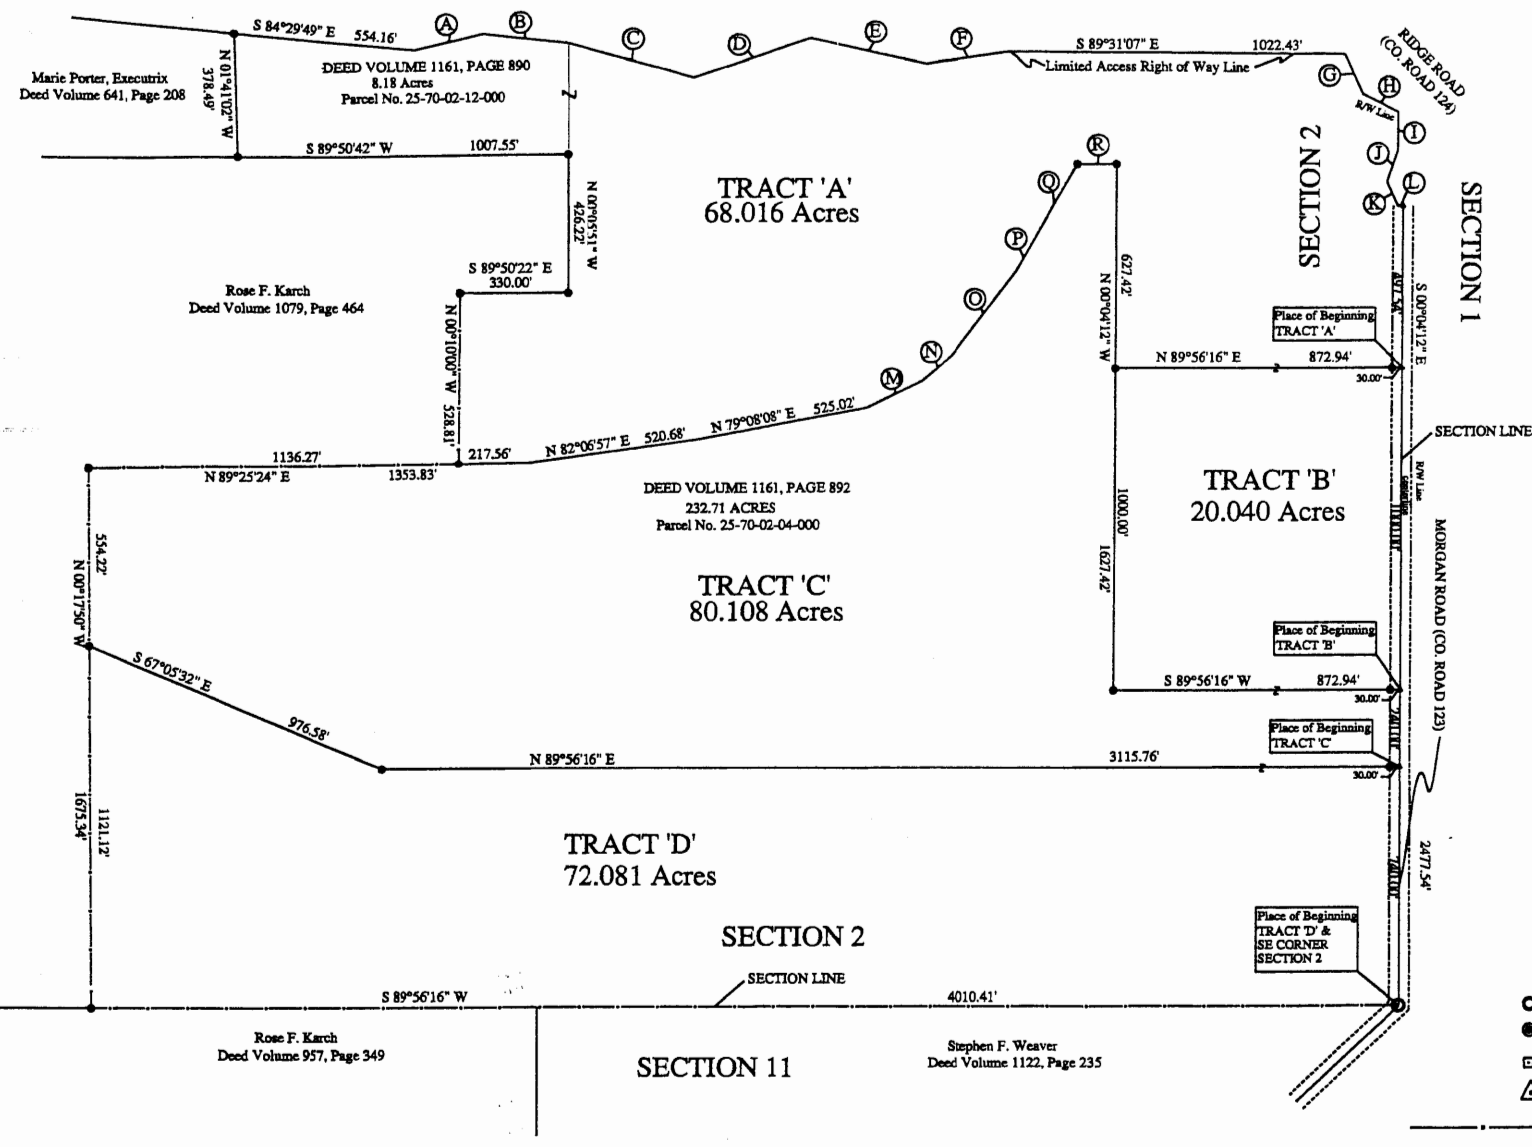 S 84°29'49" E 554.16'
A
B
C
D
E
F
S 89°31'07" E 1022.43'
Limited Access Right of Way Line
RIDGE ROAD
(CO. ROAD 124)
G
H
R/W Line
I
J
K
L
Marie Porter, Executrix
Deed Volume 641, Page 208
N 01°41'02" W
378.49'
DEED VOLUME 1161, PAGE 890
8.18 Acres
Parcel No. 25-70-02-12-000
Z
S 89°50'42" W 1007.55'
N 00°05'51" W
426.22'
TRACT 'A'
68.016 Acres
R
Q
P
O
N
M
SECTION 2
SECTION 1
S 89°50'22" E
330.00'
Rose F. Karch
Deed Volume 1079, Page 464
N 00°10'00" W 528.81'
627.42'
N 00°04'12" W
Place of Beginning
TRACT 'A'
497.54'
S 00°04'12" E
N 89°56'16" E 872.94'
30.00'
SECTION LINE
1136.27'
N 89°25'24" E 1353.83'
217.56'
N 82°06'57" E 520.68'
N 79°08'08" E 525.02'
DEED VOLUME 1161, PAGE 892
232.71 ACRES
Parcel No. 25-70-02-04-000
TRACT 'B'
20.040 Acres
R/W Line
1000.00'
1000.00'
1627.42'
554.22'
N 00°17'50" W
TRACT 'C'
80.108 Acres
MORGAN ROAD (CO. ROAD 123)
Place of Beginning
TRACT 'B'
S 67°05'32" E
976.58'
S 89°56'16" W 872.94'
30.00'
740.00'
Place of Beginning
TRACT 'C'
N 89°56'16" E 3115.76'
30.00'
1121.12'
1675.34'
TRACT 'D'
72.081 Acres
740.00'
2477.54'
Place of Beginning
TRACT 'D' &
SE CORNER
SECTION 2
SECTION 2
SECTION LINE
S 89°56'16" W 4010.41'
Rose F. Karch
Deed Volume 957, Page 349
SECTION 11
Stephen F. Weaver
Deed Volume 1122, Page 235